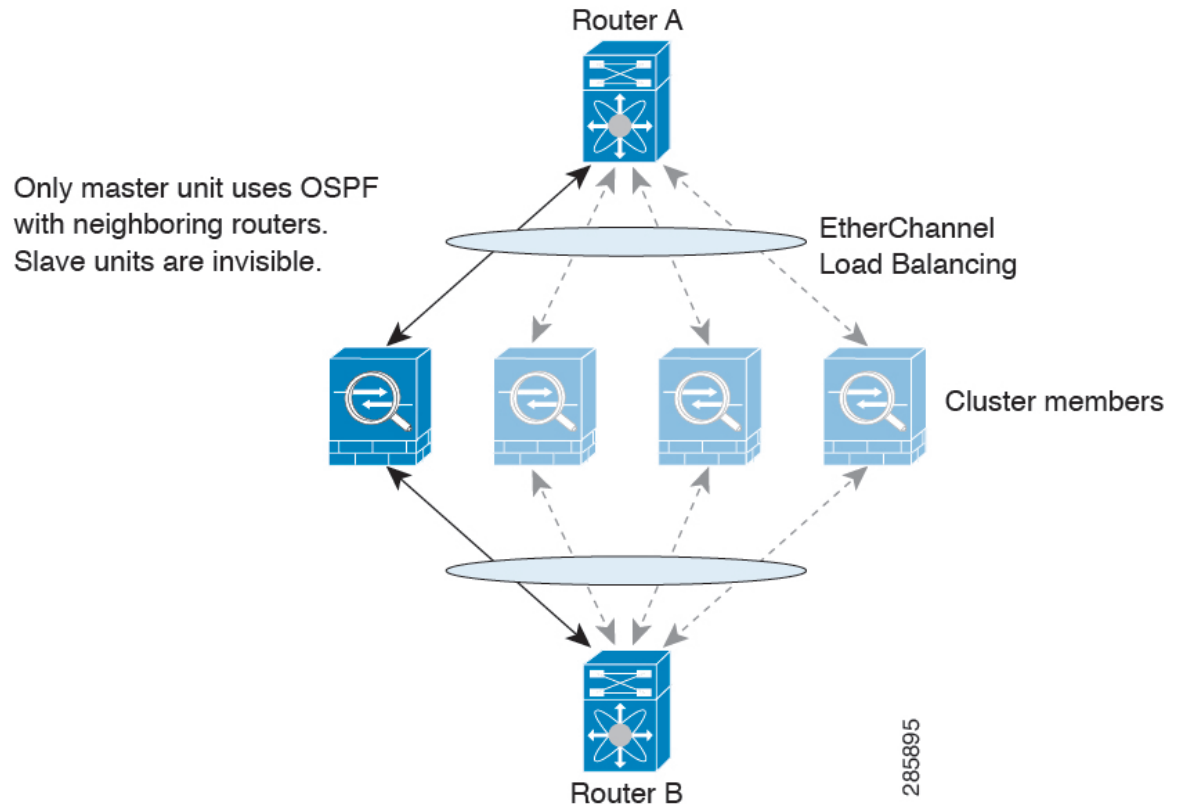 Router A
Only master unit uses OSPF
with neighboring routers.
Slave units are invisible.
EtherChannel
Load Balancing
Cluster members
Router B
285895